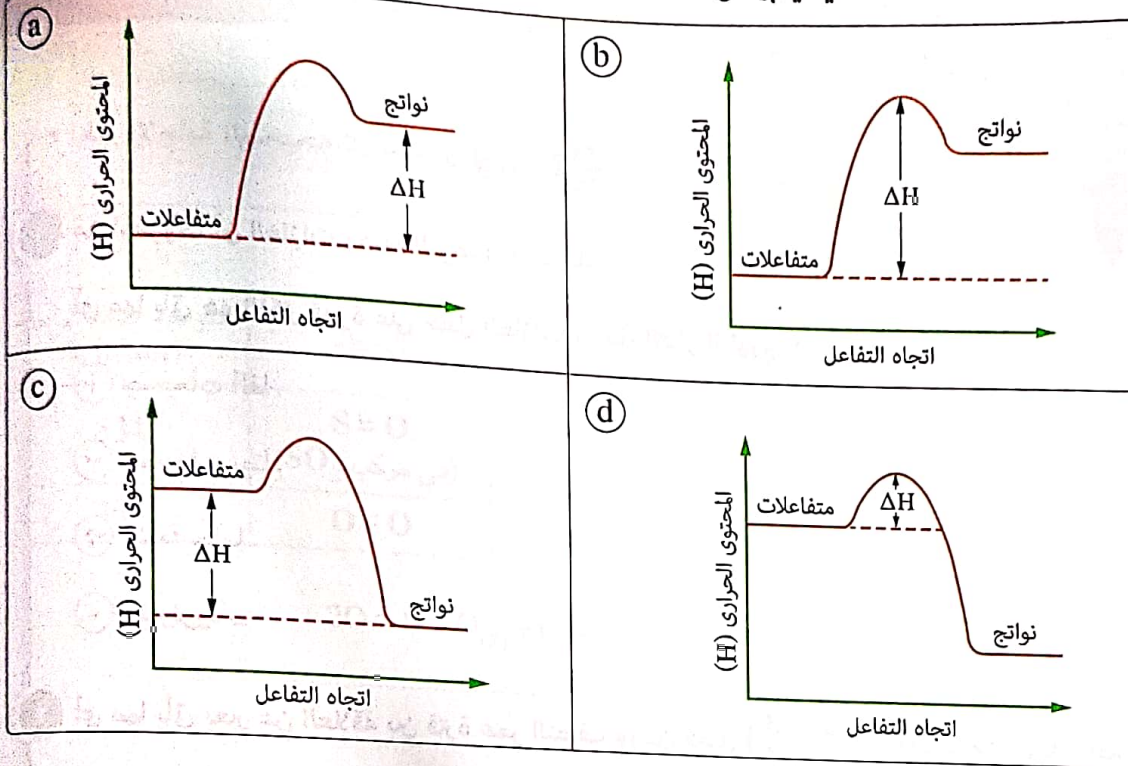 a
نواتج
ΔH
متفاعلات
المحتوى الحرارى (H)
اتجاه التفاعل
b
نواتج
ΔH
متفاعلات
المحتوى الحرارى (H)
اتجاه التفاعل
c
متفاعلات
ΔH
نواتج
المحتوى الحرارى (H)
اتجاه التفاعل
d
متفاعلات
ΔH
نواتج
المحتوى الحرارى (H)
اتجاه التفاعل